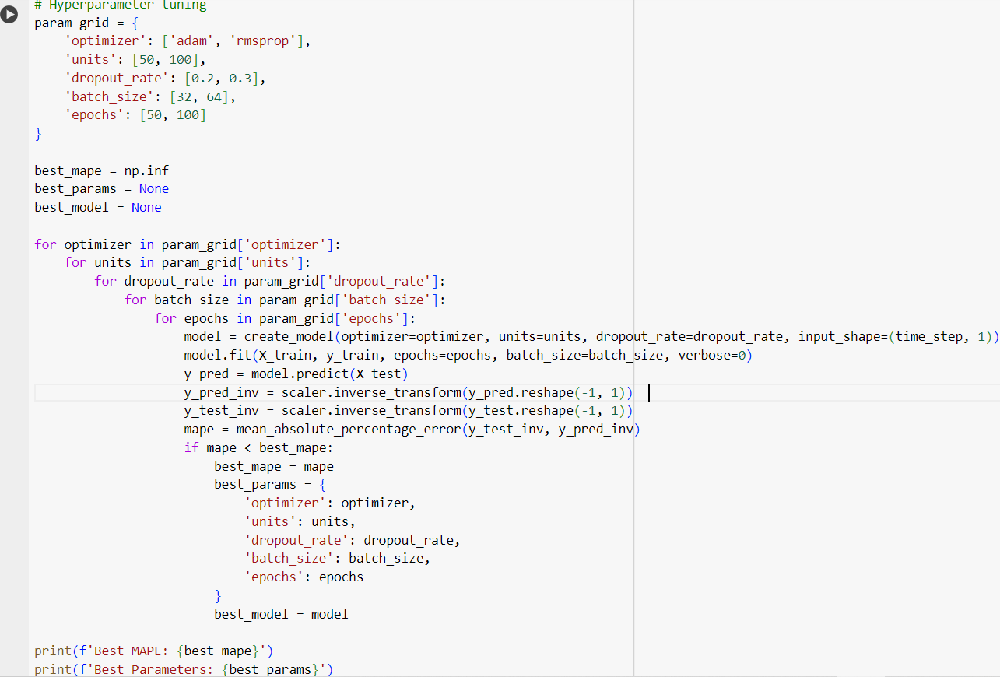 # Hyperparameter tuning
param_grid = {
    'optimizer': ['adam', 'rmsprop'],
    'units': [50, 100],
    'dropout_rate': [0.2, 0.3],
    'batch_size': [32, 64],
    'epochs': [50, 100]
}

best_mape = np.inf
best_params = None
best_model = None

for optimizer in param_grid['optimizer']:
    for units in param_grid['units']:
        for dropout_rate in param_grid['dropout_rate']:
            for batch_size in param_grid['batch_size']:
                for epochs in param_grid['epochs']:
                    model = create_model(optimizer=optimizer, units=units, dropout_rate=dropout_rate, input_shape=(time_step, 1))
                    model.fit(X_train, y_train, epochs=epochs, batch_size=batch_size, verbose=0)
                    y_pred = model.predict(X_test)
                    y_pred_inv = scaler.inverse_transform(y_pred.reshape(-1, 1))
                    y_test_inv = scaler.inverse_transform(y_test.reshape(-1, 1))
                    mape = mean_absolute_percentage_error(y_test_inv, y_pred_inv)
                    if mape < best_mape:
                        best_mape = mape
                        best_params = {
                            'optimizer': optimizer,
                            'units': units,
                            'dropout_rate': dropout_rate,
                            'batch_size': batch_size,
                            'epochs': epochs
                        }
                        best_model = model

print(f'Best MAPE: {best_mape}')
print(f'Best Parameters: {best_params}')